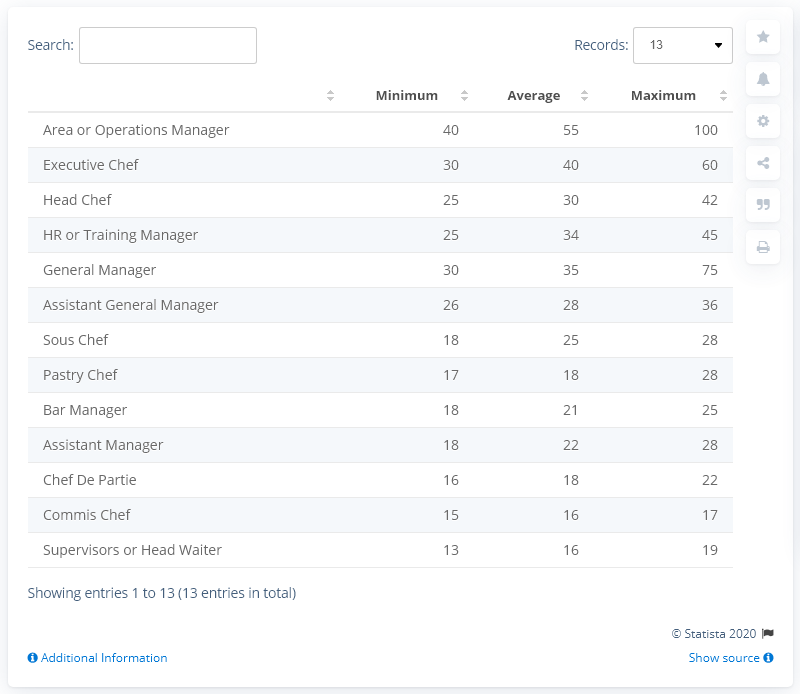 Search: Records: 13
Minimum Average Maximum
Area or Operations Manager 40 55 100
Executive Chef 30 40 60
Head Chef 25 30 42
HR or Training Manager 25 34 45
General Manager 30 35 75
Assistant General Manager 26 28 36
Sous Chef 18 25 28
Pastry Chef 17 18 28
Bar Manager 18 21 25
Assistant Manager 18 22 28
Chef De Partie 16 18 22
Commis Chef 15 16 17
Supervisors or Head Waiter 13 16 19
Showing entries 1 to 13 (13 entries in total)
© Statista 2020
Additional Information Show source